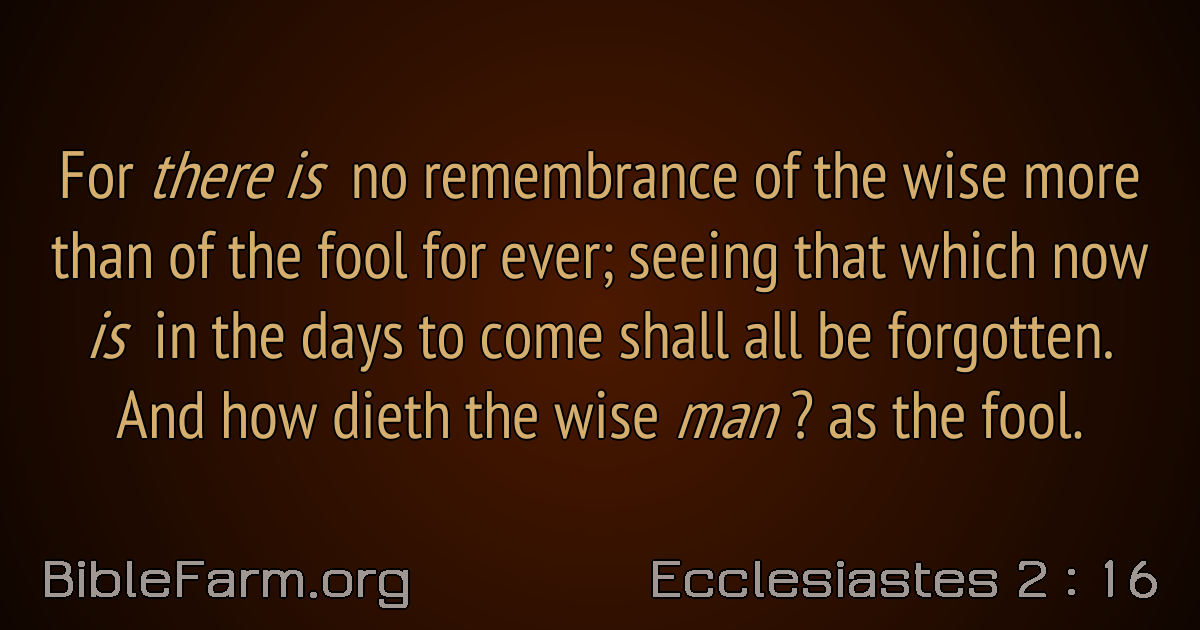 For there is no remembrance of the wise more
than of the fool for ever; seeing that which now
is in the days to come shall all be forgotten.
And how dieth the wise man ? as the fool.
BibleFarm.org
Ecclesiastes 2 : 16